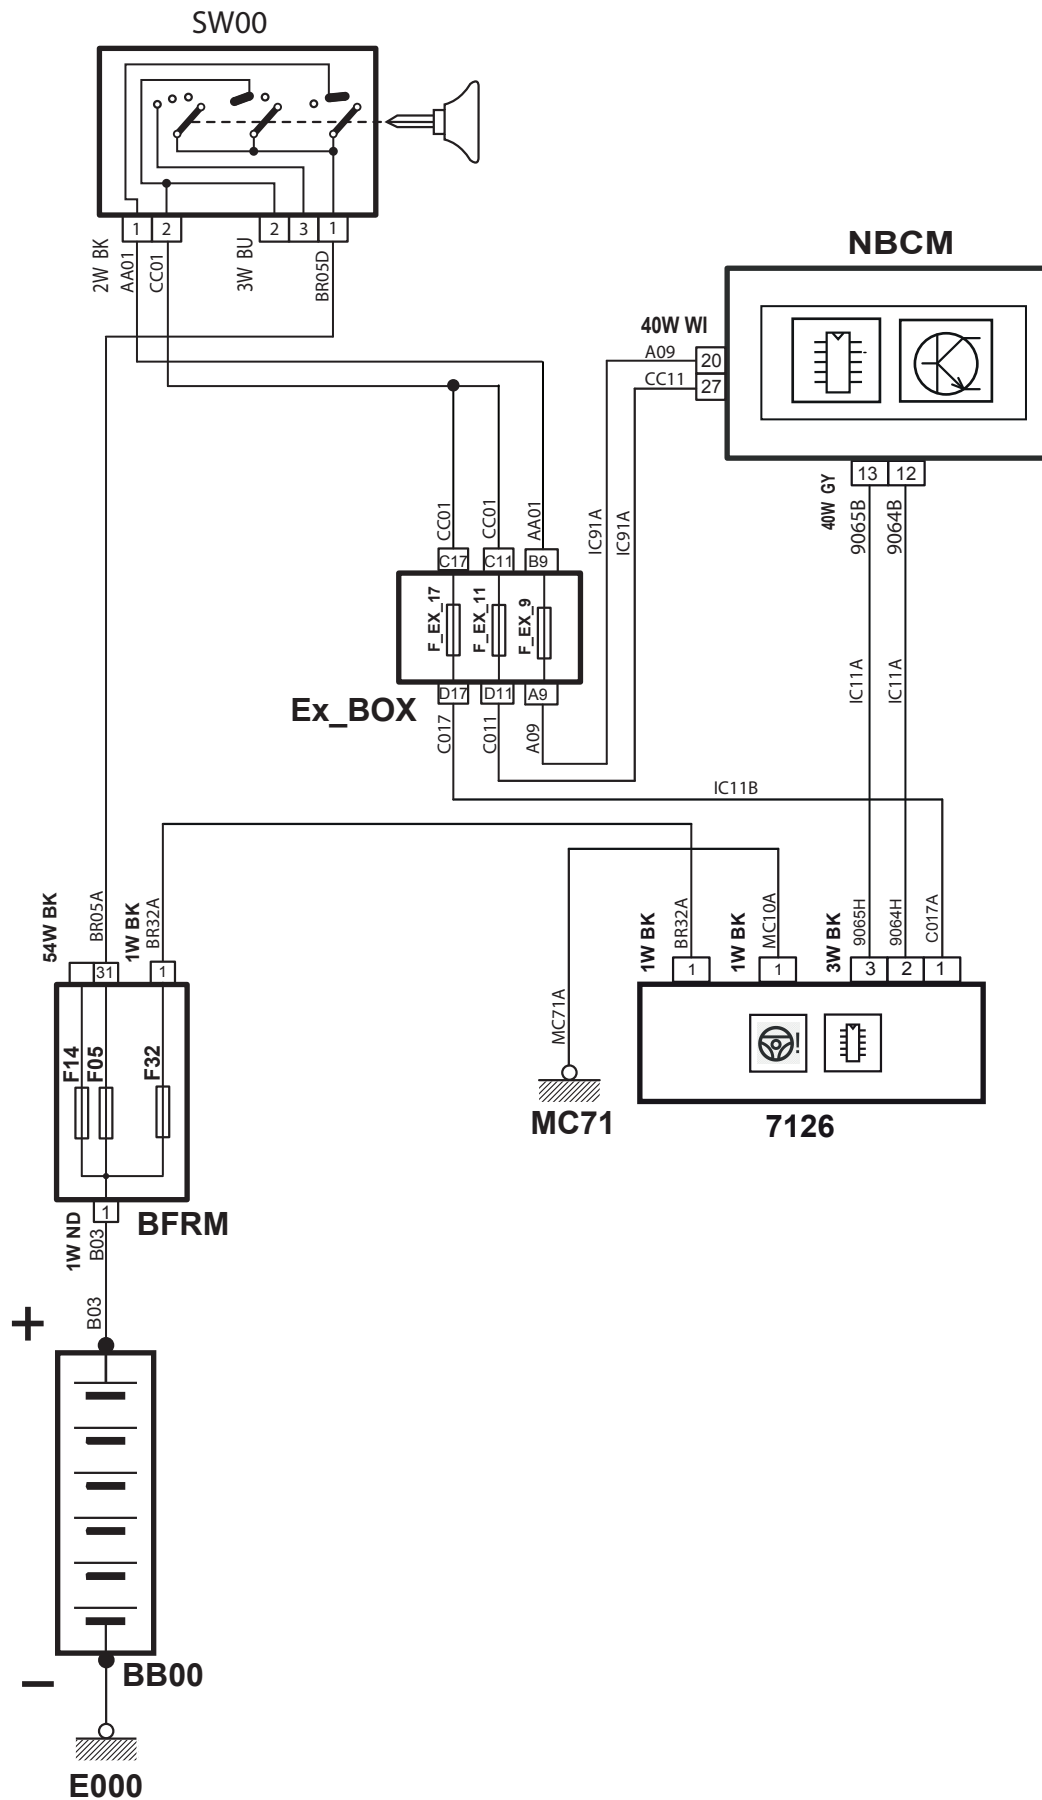 SW00
1 2 2 3 1
2W BK
AA01
CC01
3W BU
BR05D
NBCM
40W WI
A09
20
CC11
27
13 12
40W GY
9065B
9064B
CC01
CC01
AA01
IC91A
IC91A
C17 C11 B9
F_EX_17
F_EX_11
F_EX_9
IC11A
IC11A
D17 D11 A9
Ex_BOX
C017
C011
A09
IC11B
54W BK
BR05A
1W BK
BR32A
1W BK
BR32A
1W BK
MC10A
3W BK
9065H
9064H
C017A
31 1
1 1 3 2 1
MC71A
!
F14
F05
F32
MC71
7126
1
BFRM
1W ND
B03
B03
+
–
BB00
E000